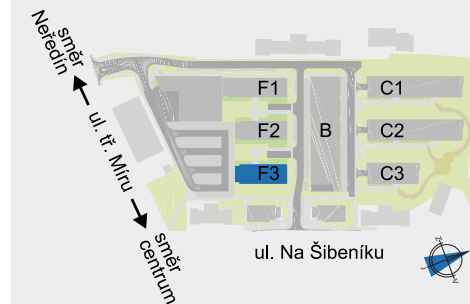 směr
Neředín
ul. tř. Míru
směr
centrum
F1
F2
F3
B
C1
C2
C3
ul. Na Šibeníku